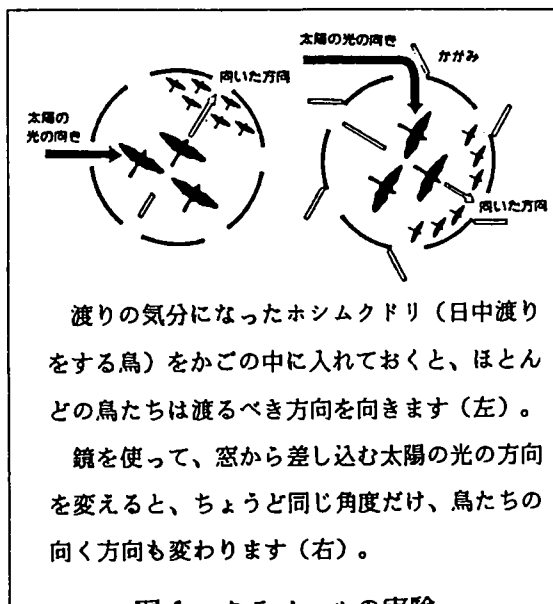 太陽の光の向き
かがみ
向いた方向
太陽の
光の向き
向いた方向
渡りの気分になったホシムクドリ（日中渡り
をする鳥）をかごの中に入れておくと、ほとん
どの鳥たちは渡るべき方向を向きます（左）。
鏡を使って、窓から差し込む太陽の光の方向
を変えると、ちょうど同じ角度だけ、鳥たちの
向く方向も変わります（右）。